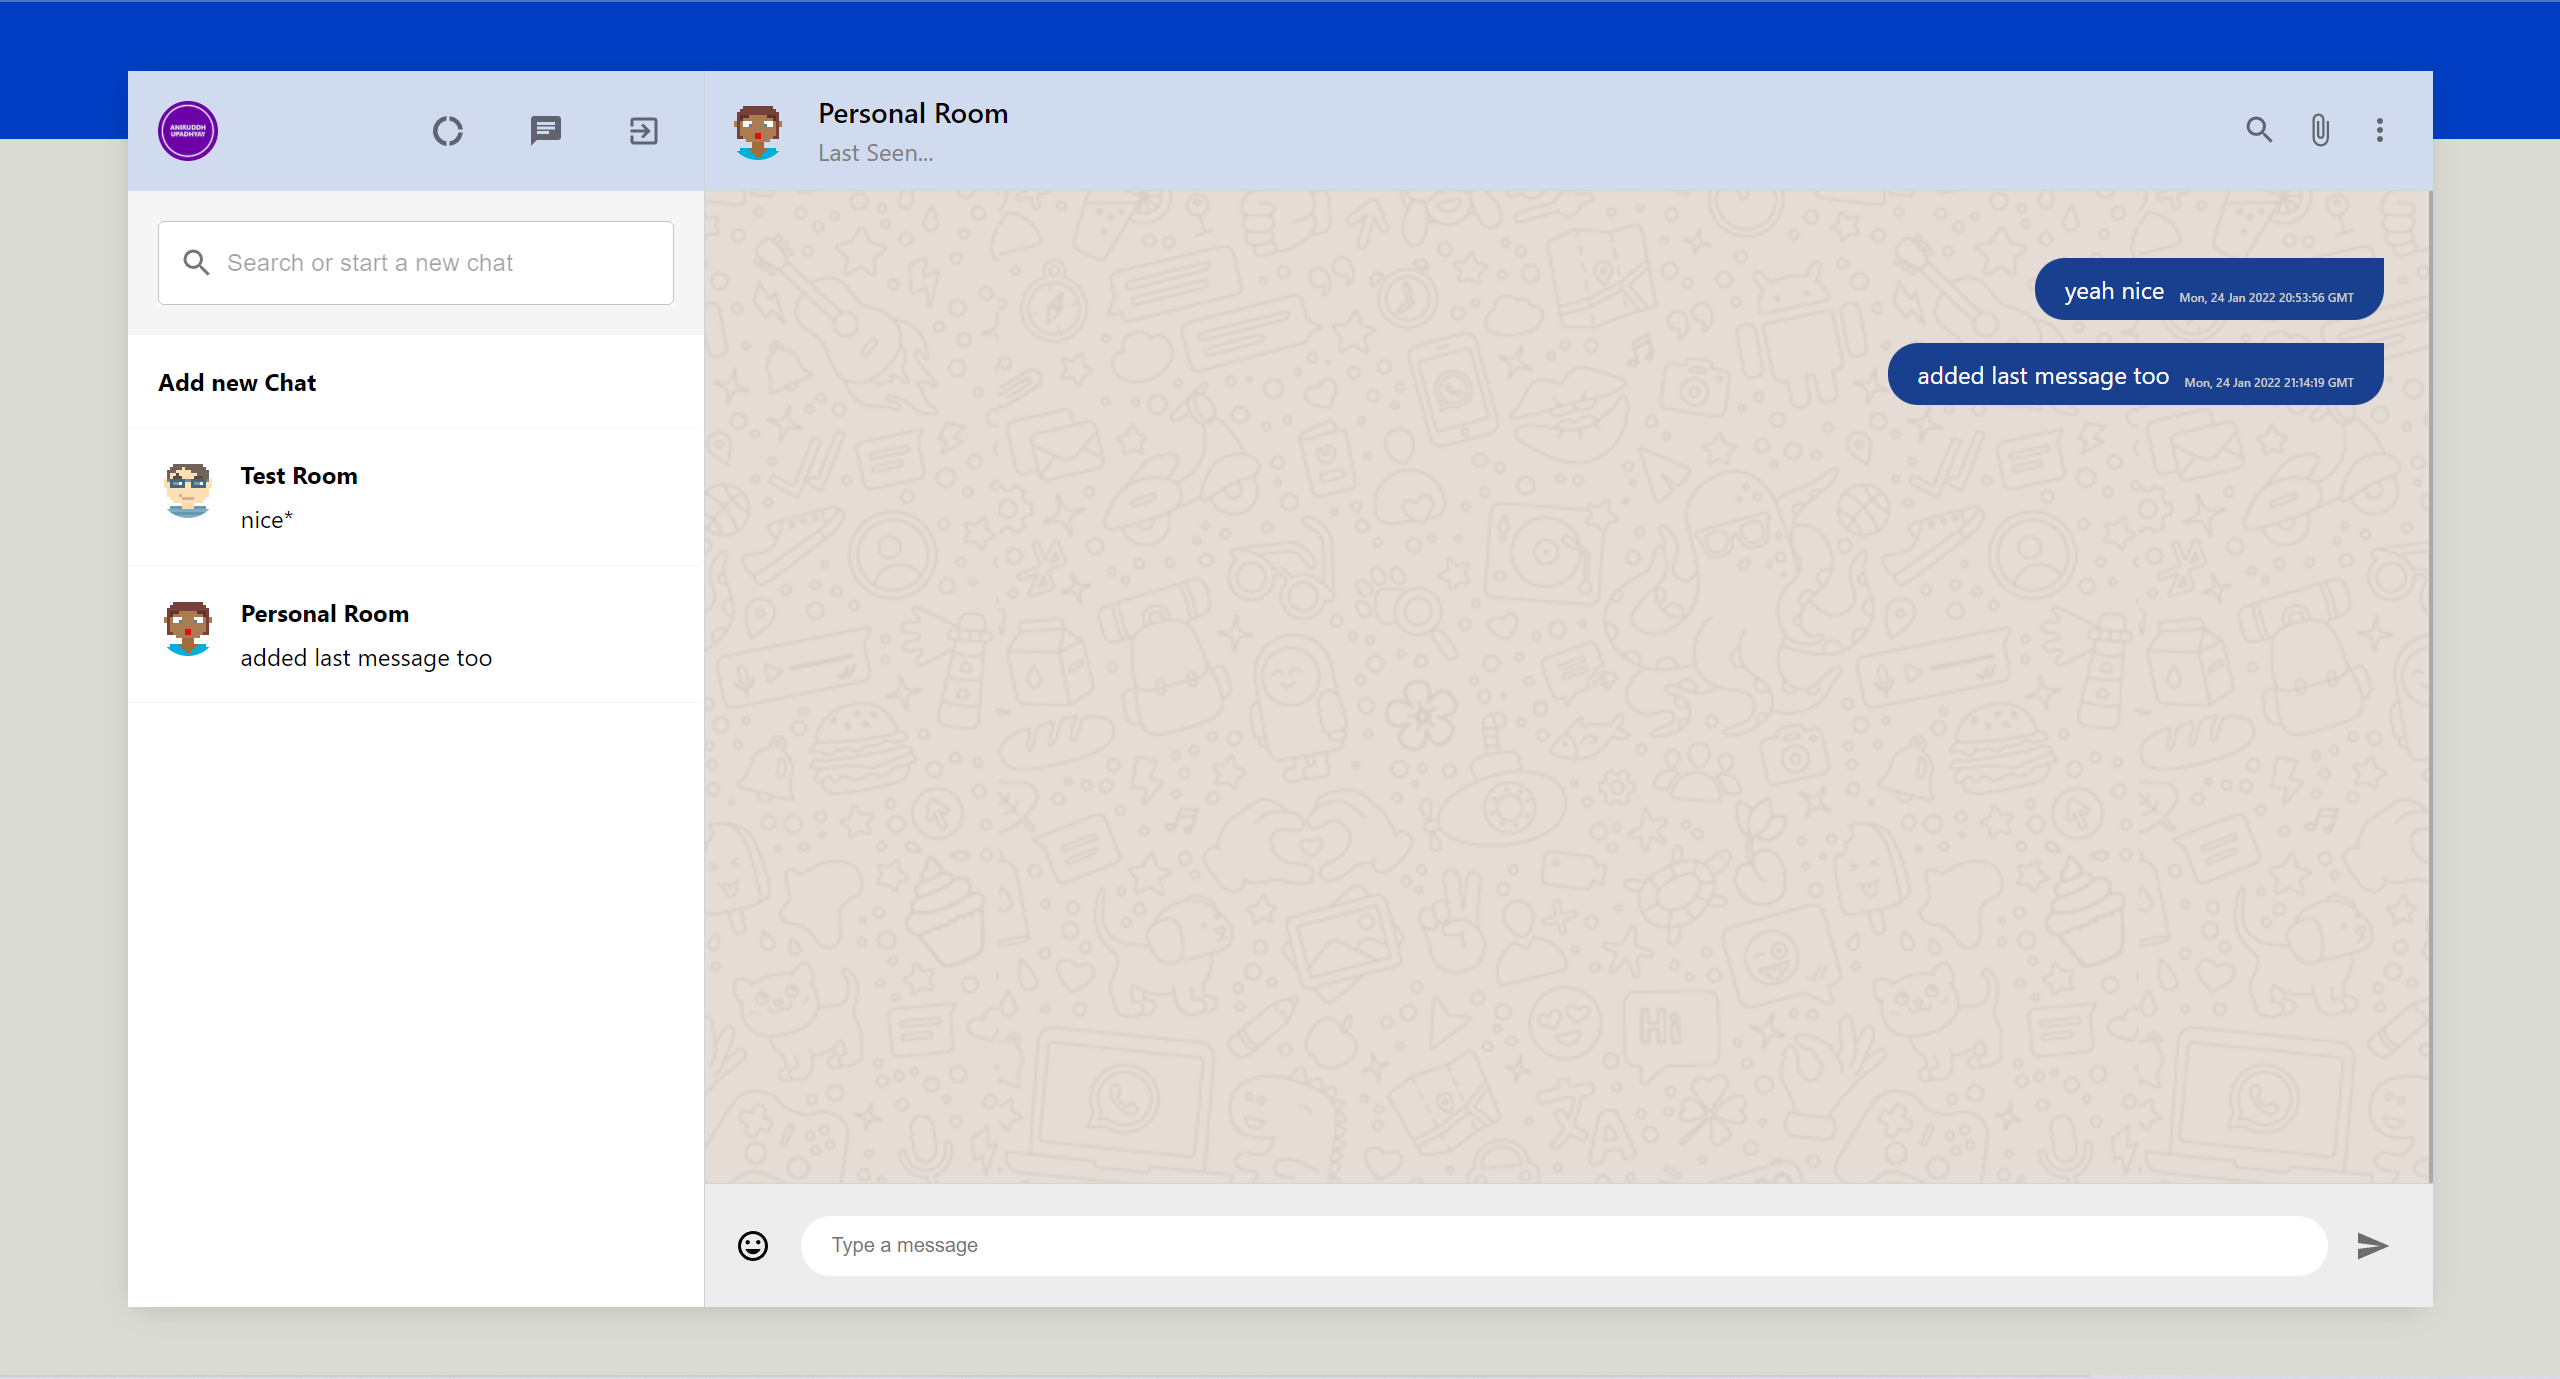 ANIRUDDH
UPADHYAY
Search or start a new chat
Add new Chat
Test Room
nice*
Personal Room
added last message too
Personal Room
Last Seen...
yeah nice Mon, 24 Jan 2022 20:53:56 GMT
added last message too Mon, 24 Jan 2022 21:14:19 GMT
Hi
Type a message